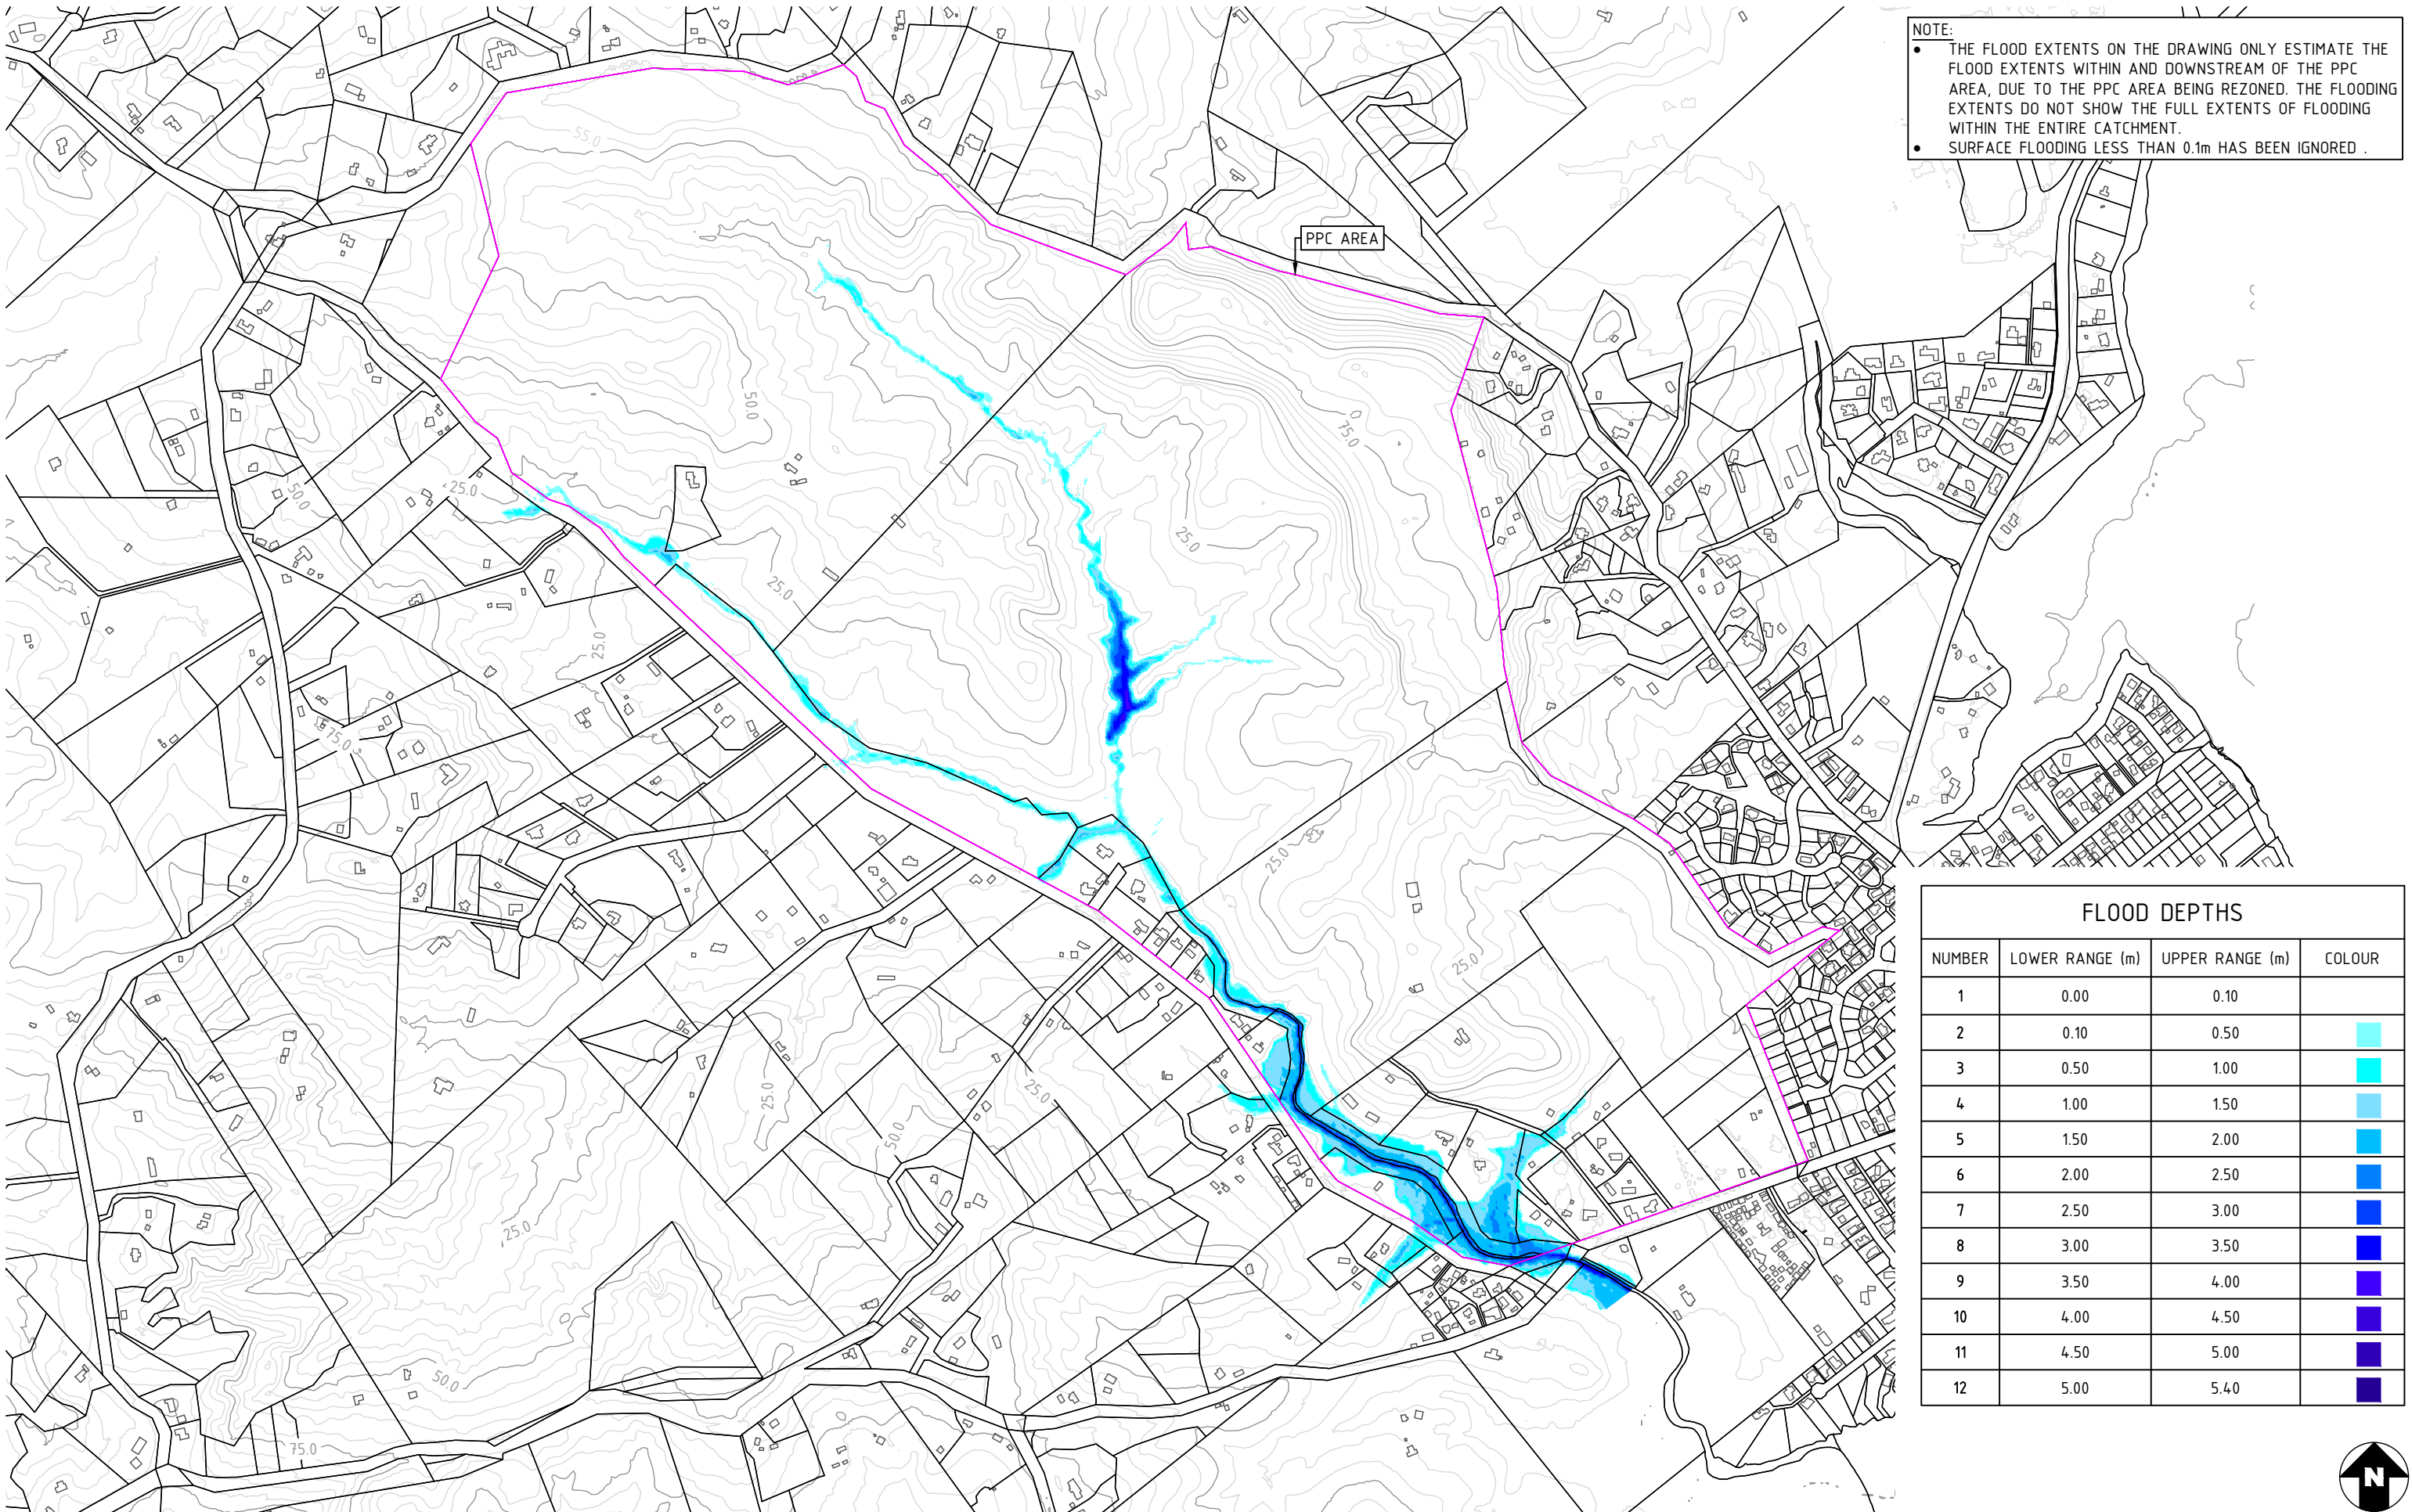 NOTE:
• THE FLOOD EXTENTS ON THE DRAWING ONLY ESTIMATE THE
FLOOD EXTENTS WITHIN AND DOWNSTREAM OF THE PPC
AREA, DUE TO THE PPC AREA BEING REZONED. THE FLOODING
EXTENTS DO NOT SHOW THE FULL EXTENTS OF FLOODING
WITHIN THE ENTIRE CATCHMENT.
• SURFACE FLOODING LESS THAN 0.1m HAS BEEN IGNORED .
55.0
PPC AREA
50.0
75.0
25.0
50.0
25.0
25.0
25.0
75.0
25.0
25.0
25.0
25.0
50.0
25.0
50.0
75.0
FLOOD DEPTHS
NUMBER LOWER RANGE (m) UPPER RANGE (m) COLOUR
1 0.00 0.10
2 0.10 0.50
3 0.50 1.00
4 1.00 1.50
5 1.50 2.00
6 2.00 2.50
7 2.50 3.00
8 3.00 3.50
9 3.50 4.00
10 4.00 4.50
11 4.50 5.00
12 5.00 5.40
N